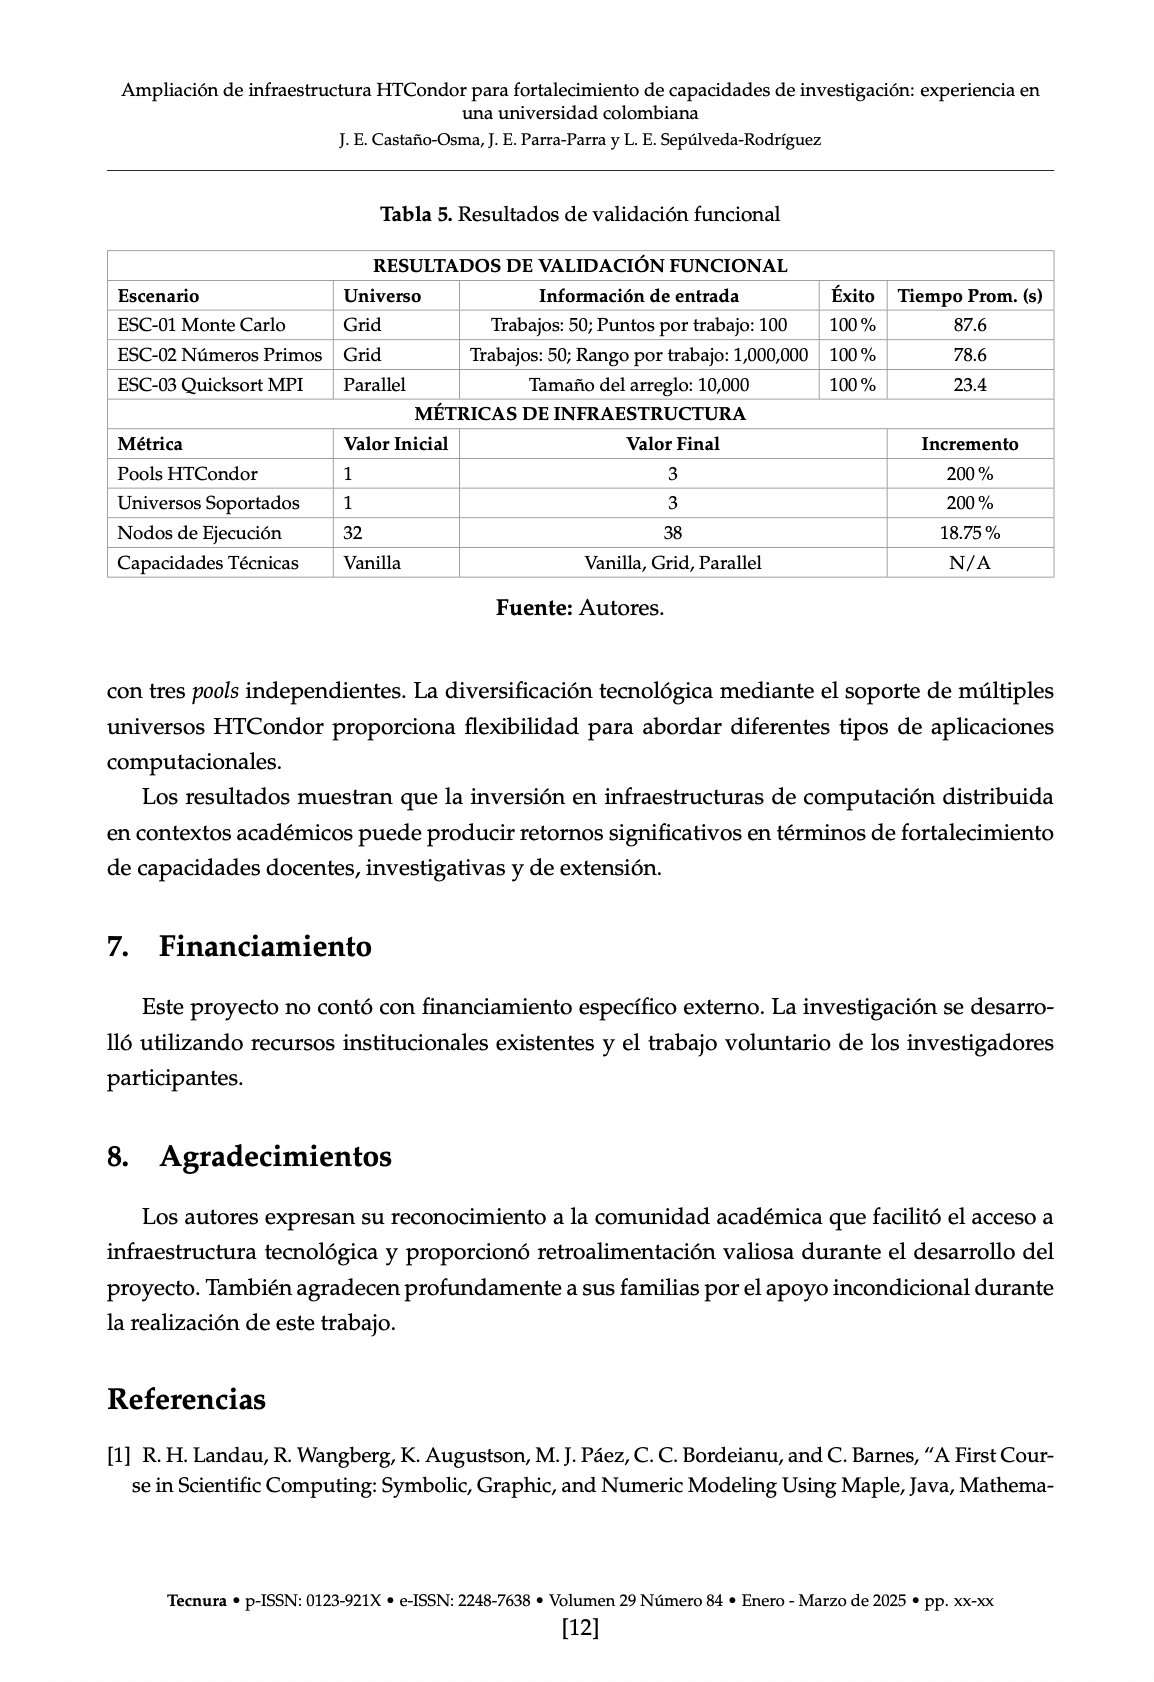 Ampliación de infraestructura HTCondor para fortalecimiento de capacidades de investigación: experiencia en
una universidad colombiana
J. E. Castaño-Osma, J. E. Parra-Parra y L. E. Sepúlveda-Rodríguez
Tabla 5. Resultados de validación funcional
RESULTADOS DE VALIDACIÓN FUNCIONAL
Escenario Universo Información de entrada Éxito Tiempo Prom. (s)
ESC-01 Monte Carlo Grid Trabajos: 50; Puntos por trabajo: 100 100 % 87.6
ESC-02 Números Primos Grid Trabajos: 50; Rango por trabajo: 1,000,000 100 % 78.6
ESC-03 Quicksort MPI Parallel Tamaño del arreglo: 10,000 100 % 23.4
MÉTRICAS DE INFRAESTRUCTURA
Métrica Valor Inicial Valor Final Incremento
Pools HTCondor 1 3 200 %
Universos Soportados 1 3 200 %
Nodos de Ejecución 32 38 18.75 %
Capacidades Técnicas Vanilla Vanilla, Grid, Parallel N/A
Fuente: Autores.
con tres pools independientes. La diversificación tecnológica mediante el soporte de múltiples
universos HTCondor proporciona flexibilidad para abordar diferentes tipos de aplicaciones
computacionales.
Los resultados muestran que la inversión en infraestructuras de computación distribuida
en contextos académicos puede producir retornos significativos en términos de fortalecimiento
de capacidades docentes, investigativas y de extensión.
7. Financiamiento
Este proyecto no contó con financiamiento específico externo. La investigación se desarro-
lló utilizando recursos institucionales existentes y el trabajo voluntario de los investigadores
participantes.
8. Agradecimientos
Los autores expresan su reconocimiento a la comunidad académica que facilitó el acceso a
infraestructura tecnológica y proporcionó retroalimentación valiosa durante el desarrollo del
proyecto. También agradecen profundamente a sus familias por el apoyo incondicional durante
la realización de este trabajo.
Referencias
[1] R. H. Landau, R. Wangberg, K. Augustson, M. J. Páez, C. C. Bordeianu, and C. Barnes, “A First Cour-
se in Scientific Computing: Symbolic, Graphic, and Numeric Modeling Using Maple, Java, Mathema-
Tecnura • p-ISSN: 0123-921X • e-ISSN: 2248-7638 • Volumen 29 Número 84 • Enero - Marzo de 2025 • pp. xx-xx
[12]